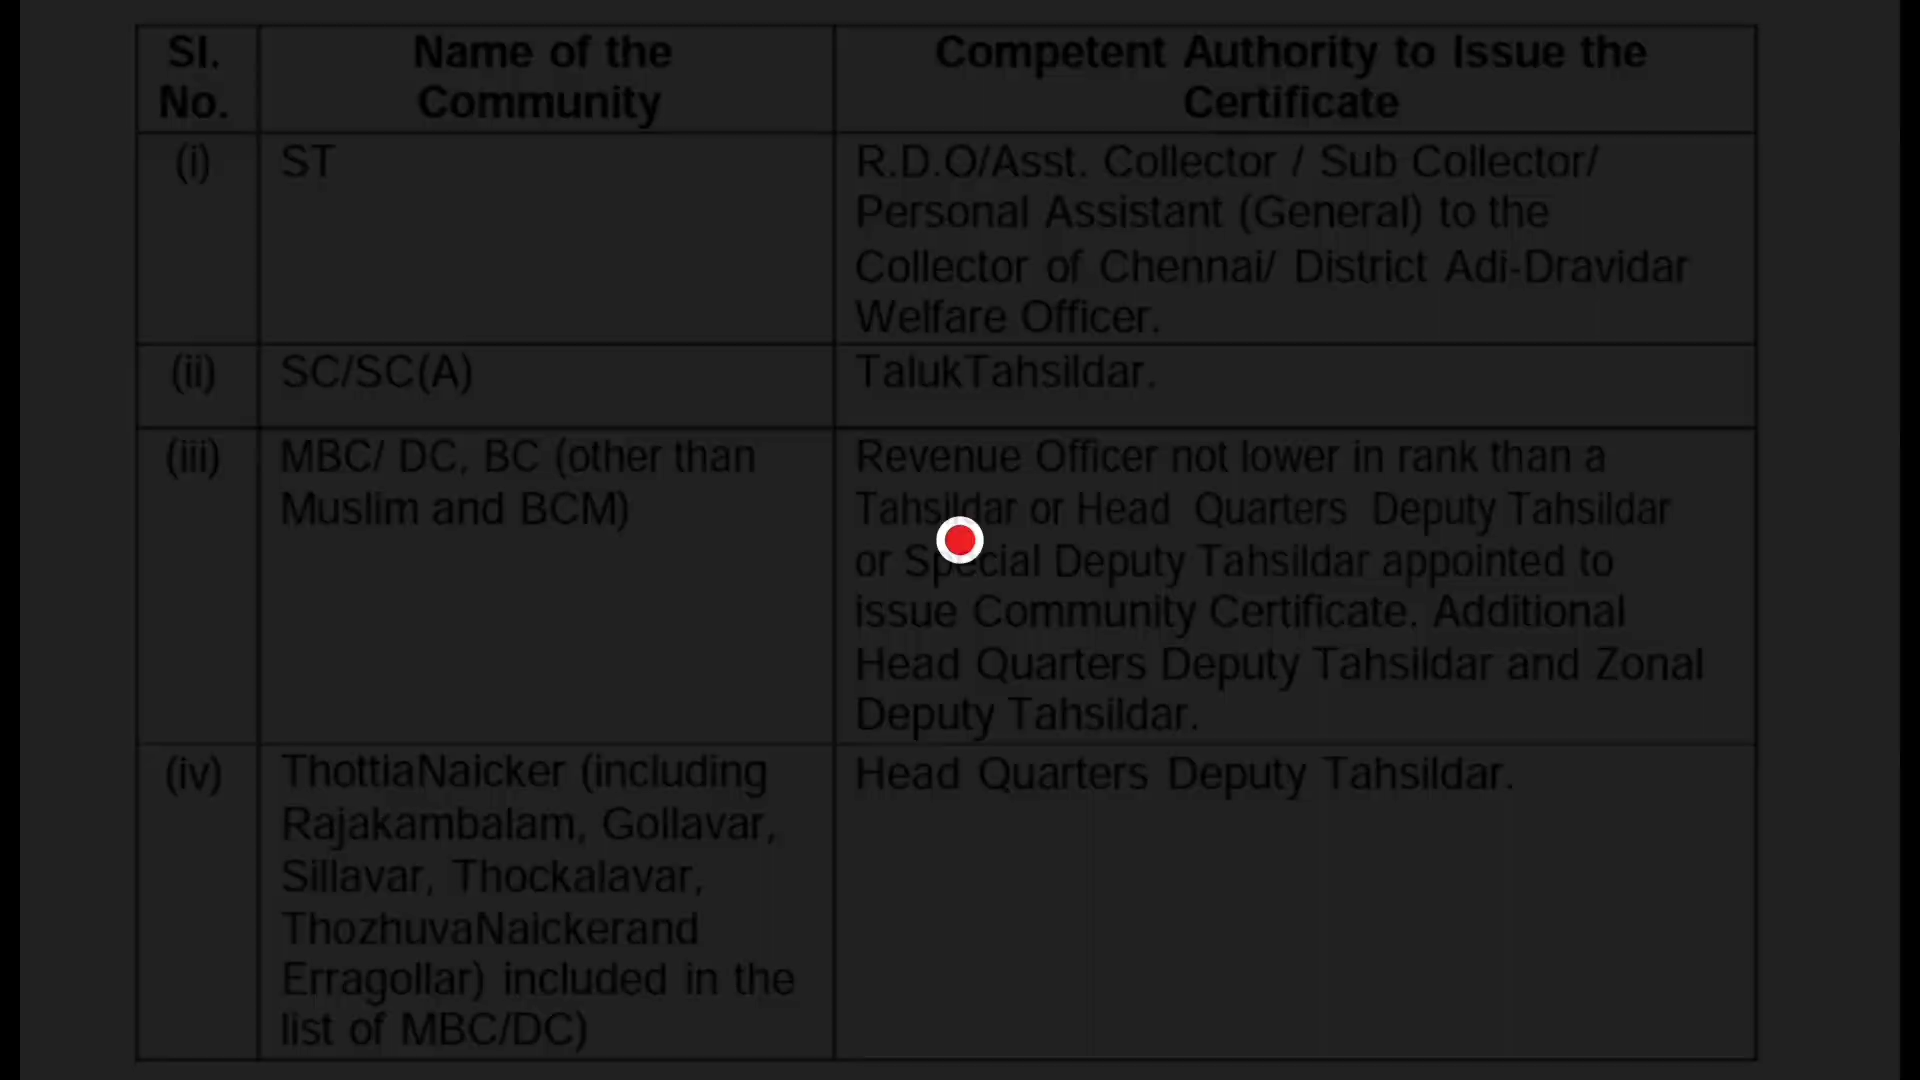 Sl. No.
Name of the Community
Competent Authority to Issue the Certificate
(i)
ST
R.D.O/Asst. Collector / Sub Collector/
Personal Assistant (General) to the
Collector of Chennai/ District Adi-Dravidar
Welfare Officer.
(ii)
SC/SC(A)
TalukTahsildar.
(iii)
MBC/ DC, BC (other than
Muslim and BCM)
Revenue Officer not lower in rank than a
Tahsildar or Head Quarters Deputy Tahsildar
or Special Deputy Tahsildar appointed to
issue Community Certificate. Additional
Head Quarters Deputy Tahsildar and Zonal
Deputy Tahsildar.
(iv)
ThottiaNaicker (including
Rajakambalam, Gollavar,
Sillavar, Thockalavar,
ThozhuvaNaickerand
Erragollar) included in the
list of MBC/DC)
Head Quarters Deputy Tahsildar.